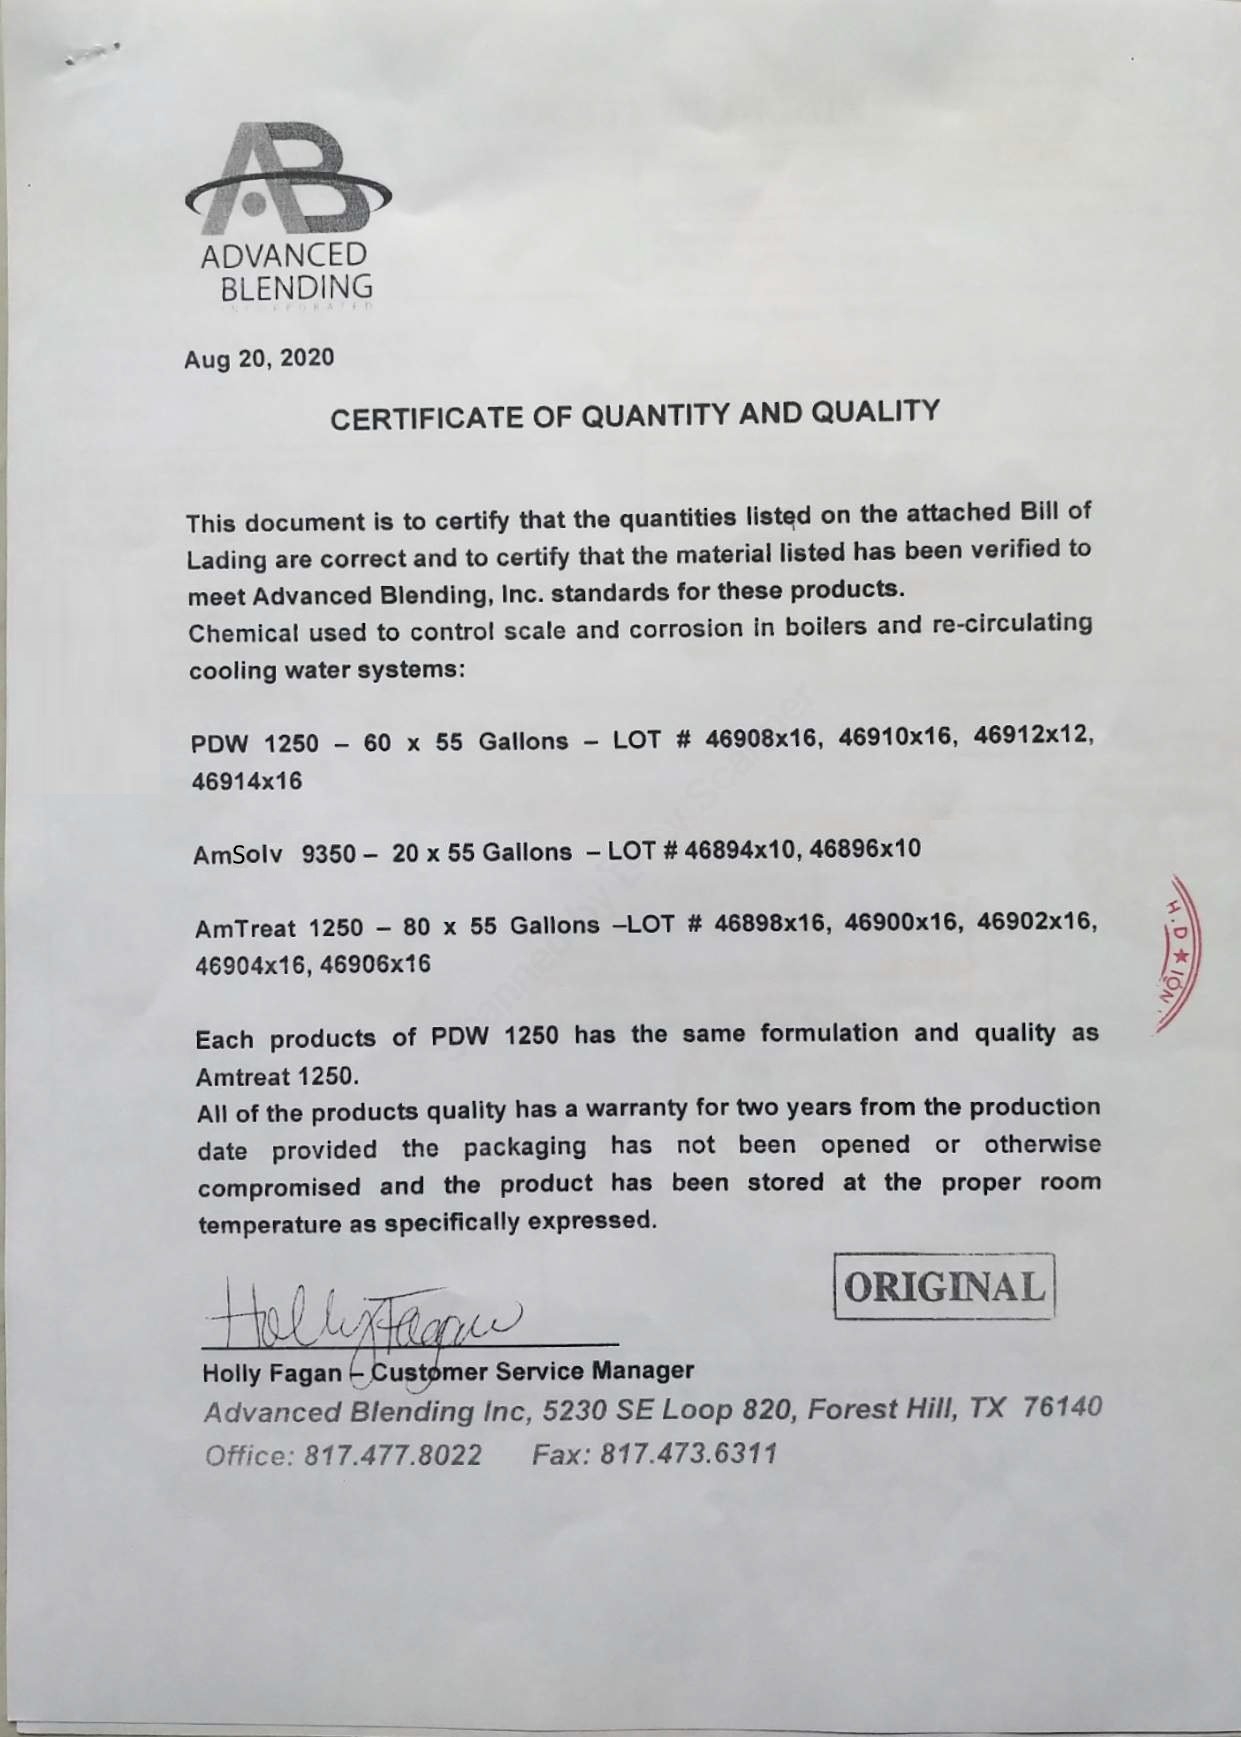 AB
ADVANCED
BLENDING
INCORPORATED
Aug 20, 2020
CERTIFICATE OF QUANTITY AND QUALITY
This document is to certify that the quantities listed on the attached Bill of
Lading are correct and to certify that the material listed has been verified to
meet Advanced Blending, Inc. standards for these products.
Chemical used to control scale and corrosion in boilers and re-circulating
cooling water systems:
PDW 1250 – 60 x 55 Gallons – LOT # 46908x16, 46910x16, 46912x12,
46914x16
AmSolv 9350 – 20 x 55 Gallons – LOT # 46894x10, 46896x10
AmTreat 1250 – 80 x 55 Gallons –LOT # 46898x16, 46900x16, 46902x16,
46904x16, 46906x16
H.D ★ IỘN
Each products of PDW 1250 has the same formulation and quality as
Amtreat 1250.
All of the products quality has a warranty for two years from the production
date provided the packaging has not been opened or otherwise
compromised and the product has been stored at the proper room
temperature as specifically expressed.
ORIGINAL
Holly Fagan
Holly Fagan – Customer Service Manager
Advanced Blending Inc, 5230 SE Loop 820, Forest Hill, TX 76140
Office: 817.477.8022 Fax: 817.473.6311